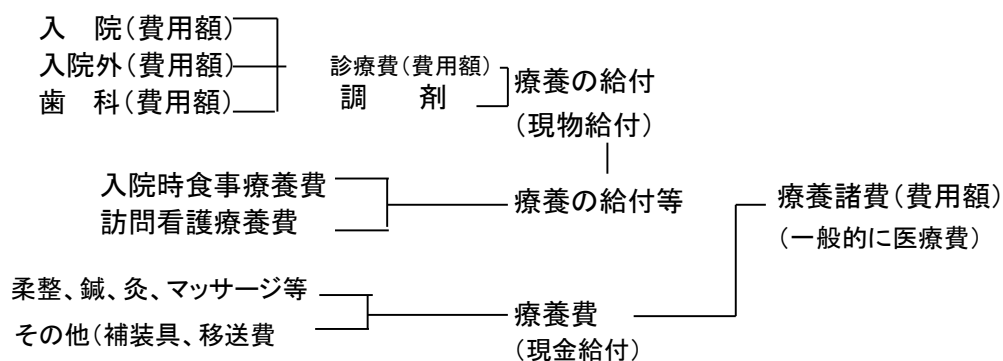 入　院（費用額）
入院外（費用額）
歯　科（費用額）
診療費（費用額）
調　　剤
療養の給付
（現物給付）
入院時食事療養費
訪問看護療養費
療養の給付等
療養諸費（費用額）
（一般的に医療費）
柔整、鍼、灸、マッサージ等
その他（補装具、移送費
療養費
（現金給付）